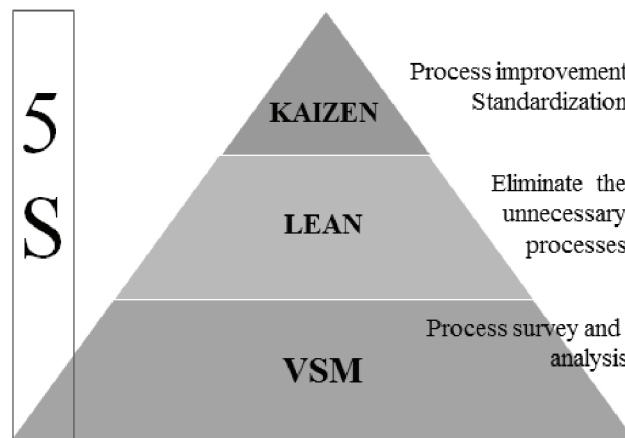 5
S
KAIZEN
Process improvement
Standardization
LEAN
Eliminate the
unnecessary
processes
VSM
Process survey and
analysis